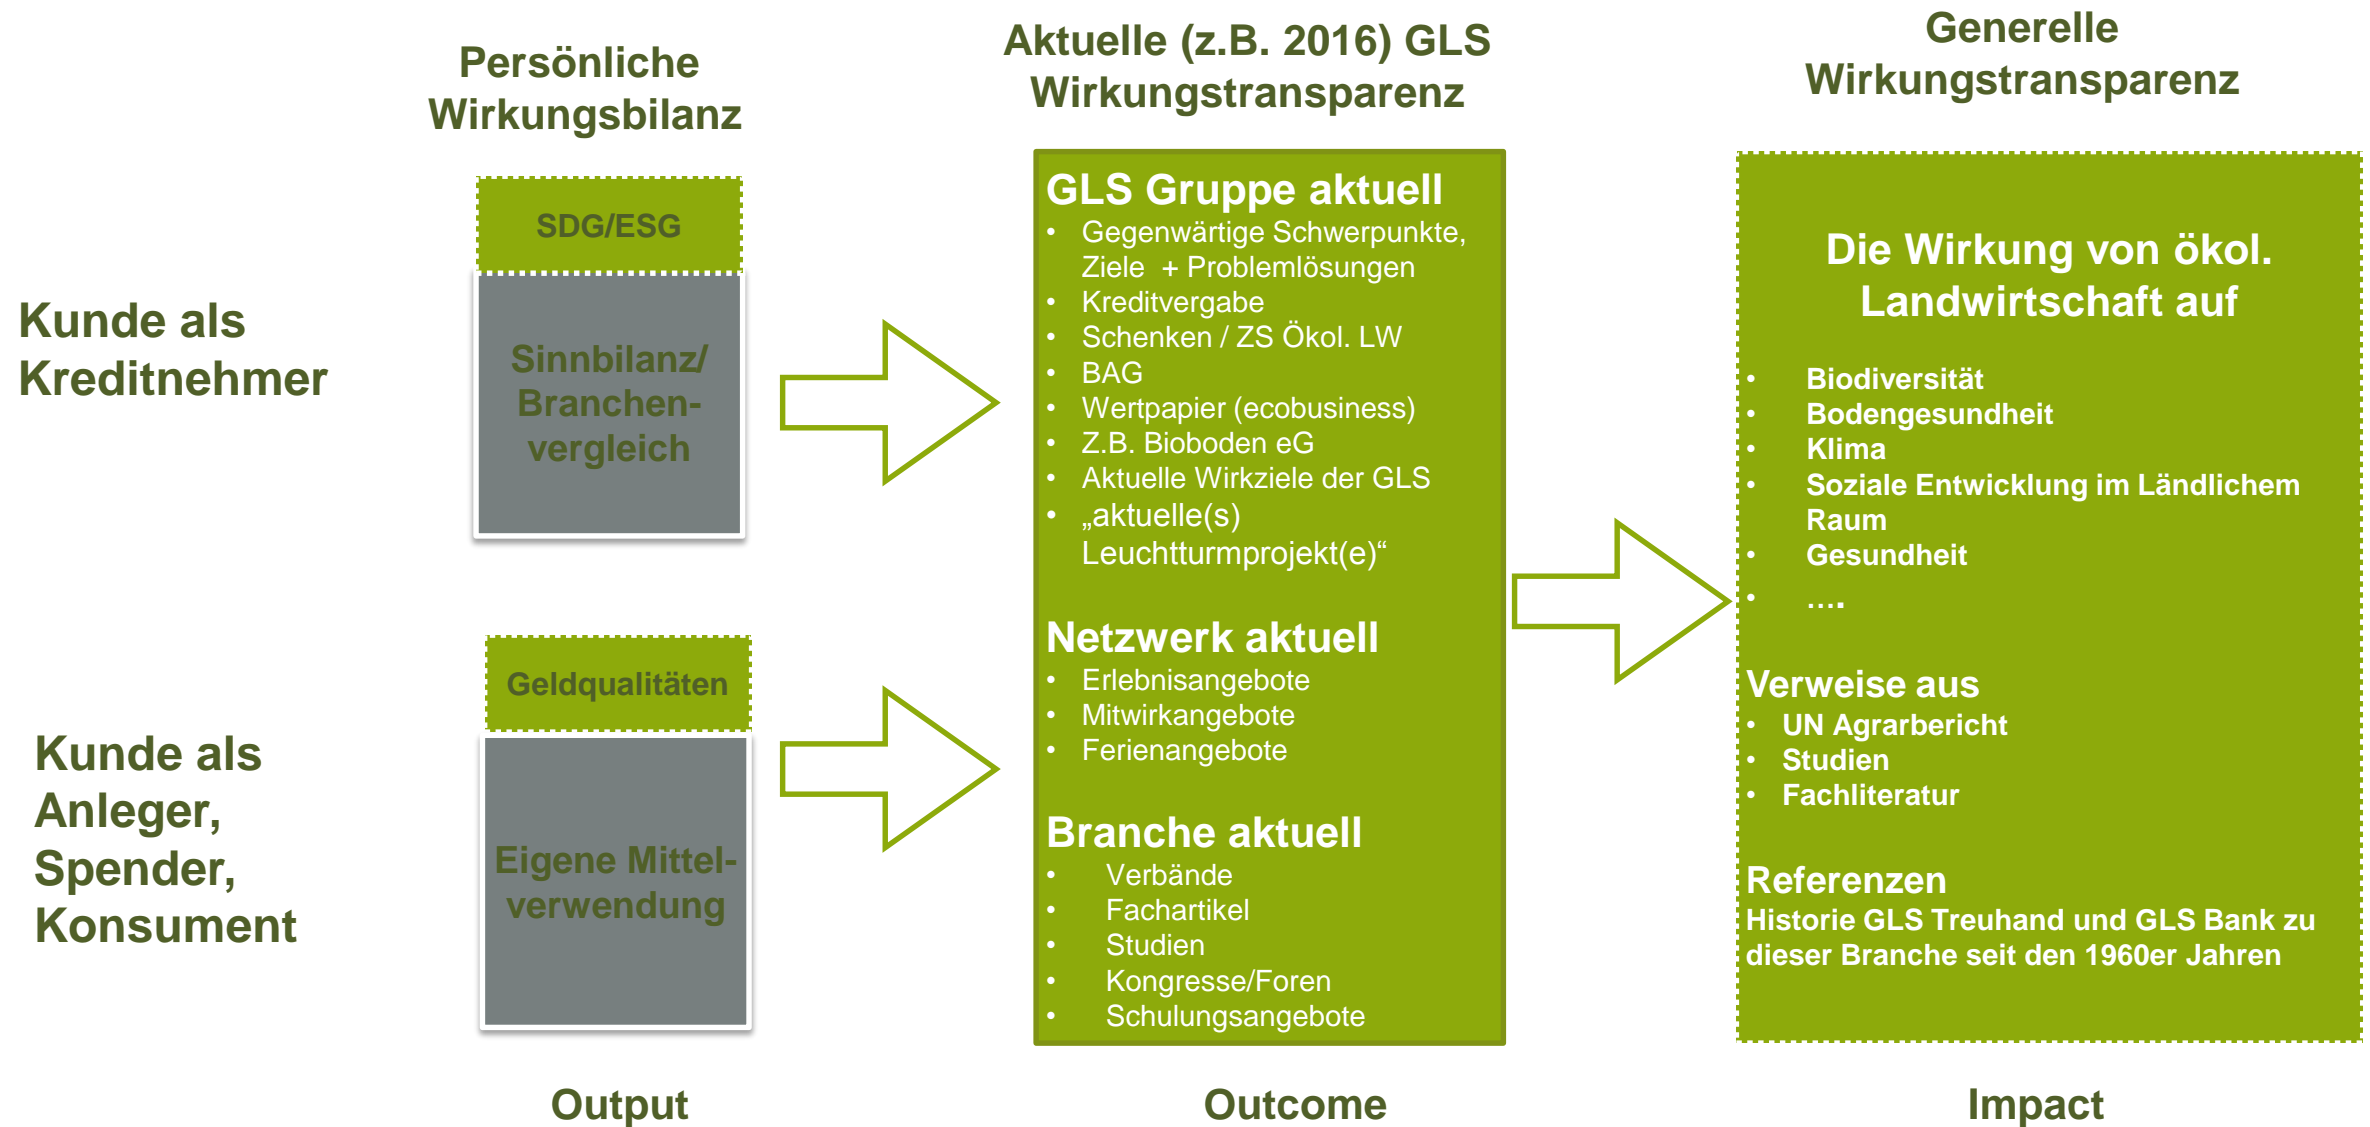 Persönliche
Wirkungsbilanz
Aktuelle (z.B. 2016) GLS
Wirkungstransparenz
Generelle
Wirkungstransparenz
Kunde als
Kreditnehmer
SDG/ESG
Sinnbilanz/
Branchen-
vergleich
Kunde als
Anleger,
Spender,
Konsument
Geldqualitäten
Eigene Mittel-
verwendung
GLS Gruppe aktuell
• Gegenwärtige Schwerpunkte,
Ziele + Problemlösungen
• Kreditvergabe
• Schenken / ZS Ökol. LW
• BAG
• Wertpapier (ecobusiness)
• Z.B. Bioboden eG
• Aktuelle Wirkziele der GLS
• „aktuelle(s)
Leuchtturmprojekt(e)“
Netzwerk aktuell
• Erlebnisangebote
• Mitwirkangebote
• Ferienangebote
Branche aktuell
• Verbände
• Fachartikel
• Studien
• Kongresse/Foren
• Schulungsangebote
Die Wirkung von ökol.
Landwirtschaft auf
• Biodiversität
• Bodengesundheit
• Klima
• Soziale Entwicklung im Ländlichem
Raum
• Gesundheit
• ….
Verweise aus
• UN Agrarbericht
• Studien
• Fachliteratur
Referenzen
Historie GLS Treuhand und GLS Bank zu
dieser Branche seit den 1960er Jahren
Output
Outcome
Impact